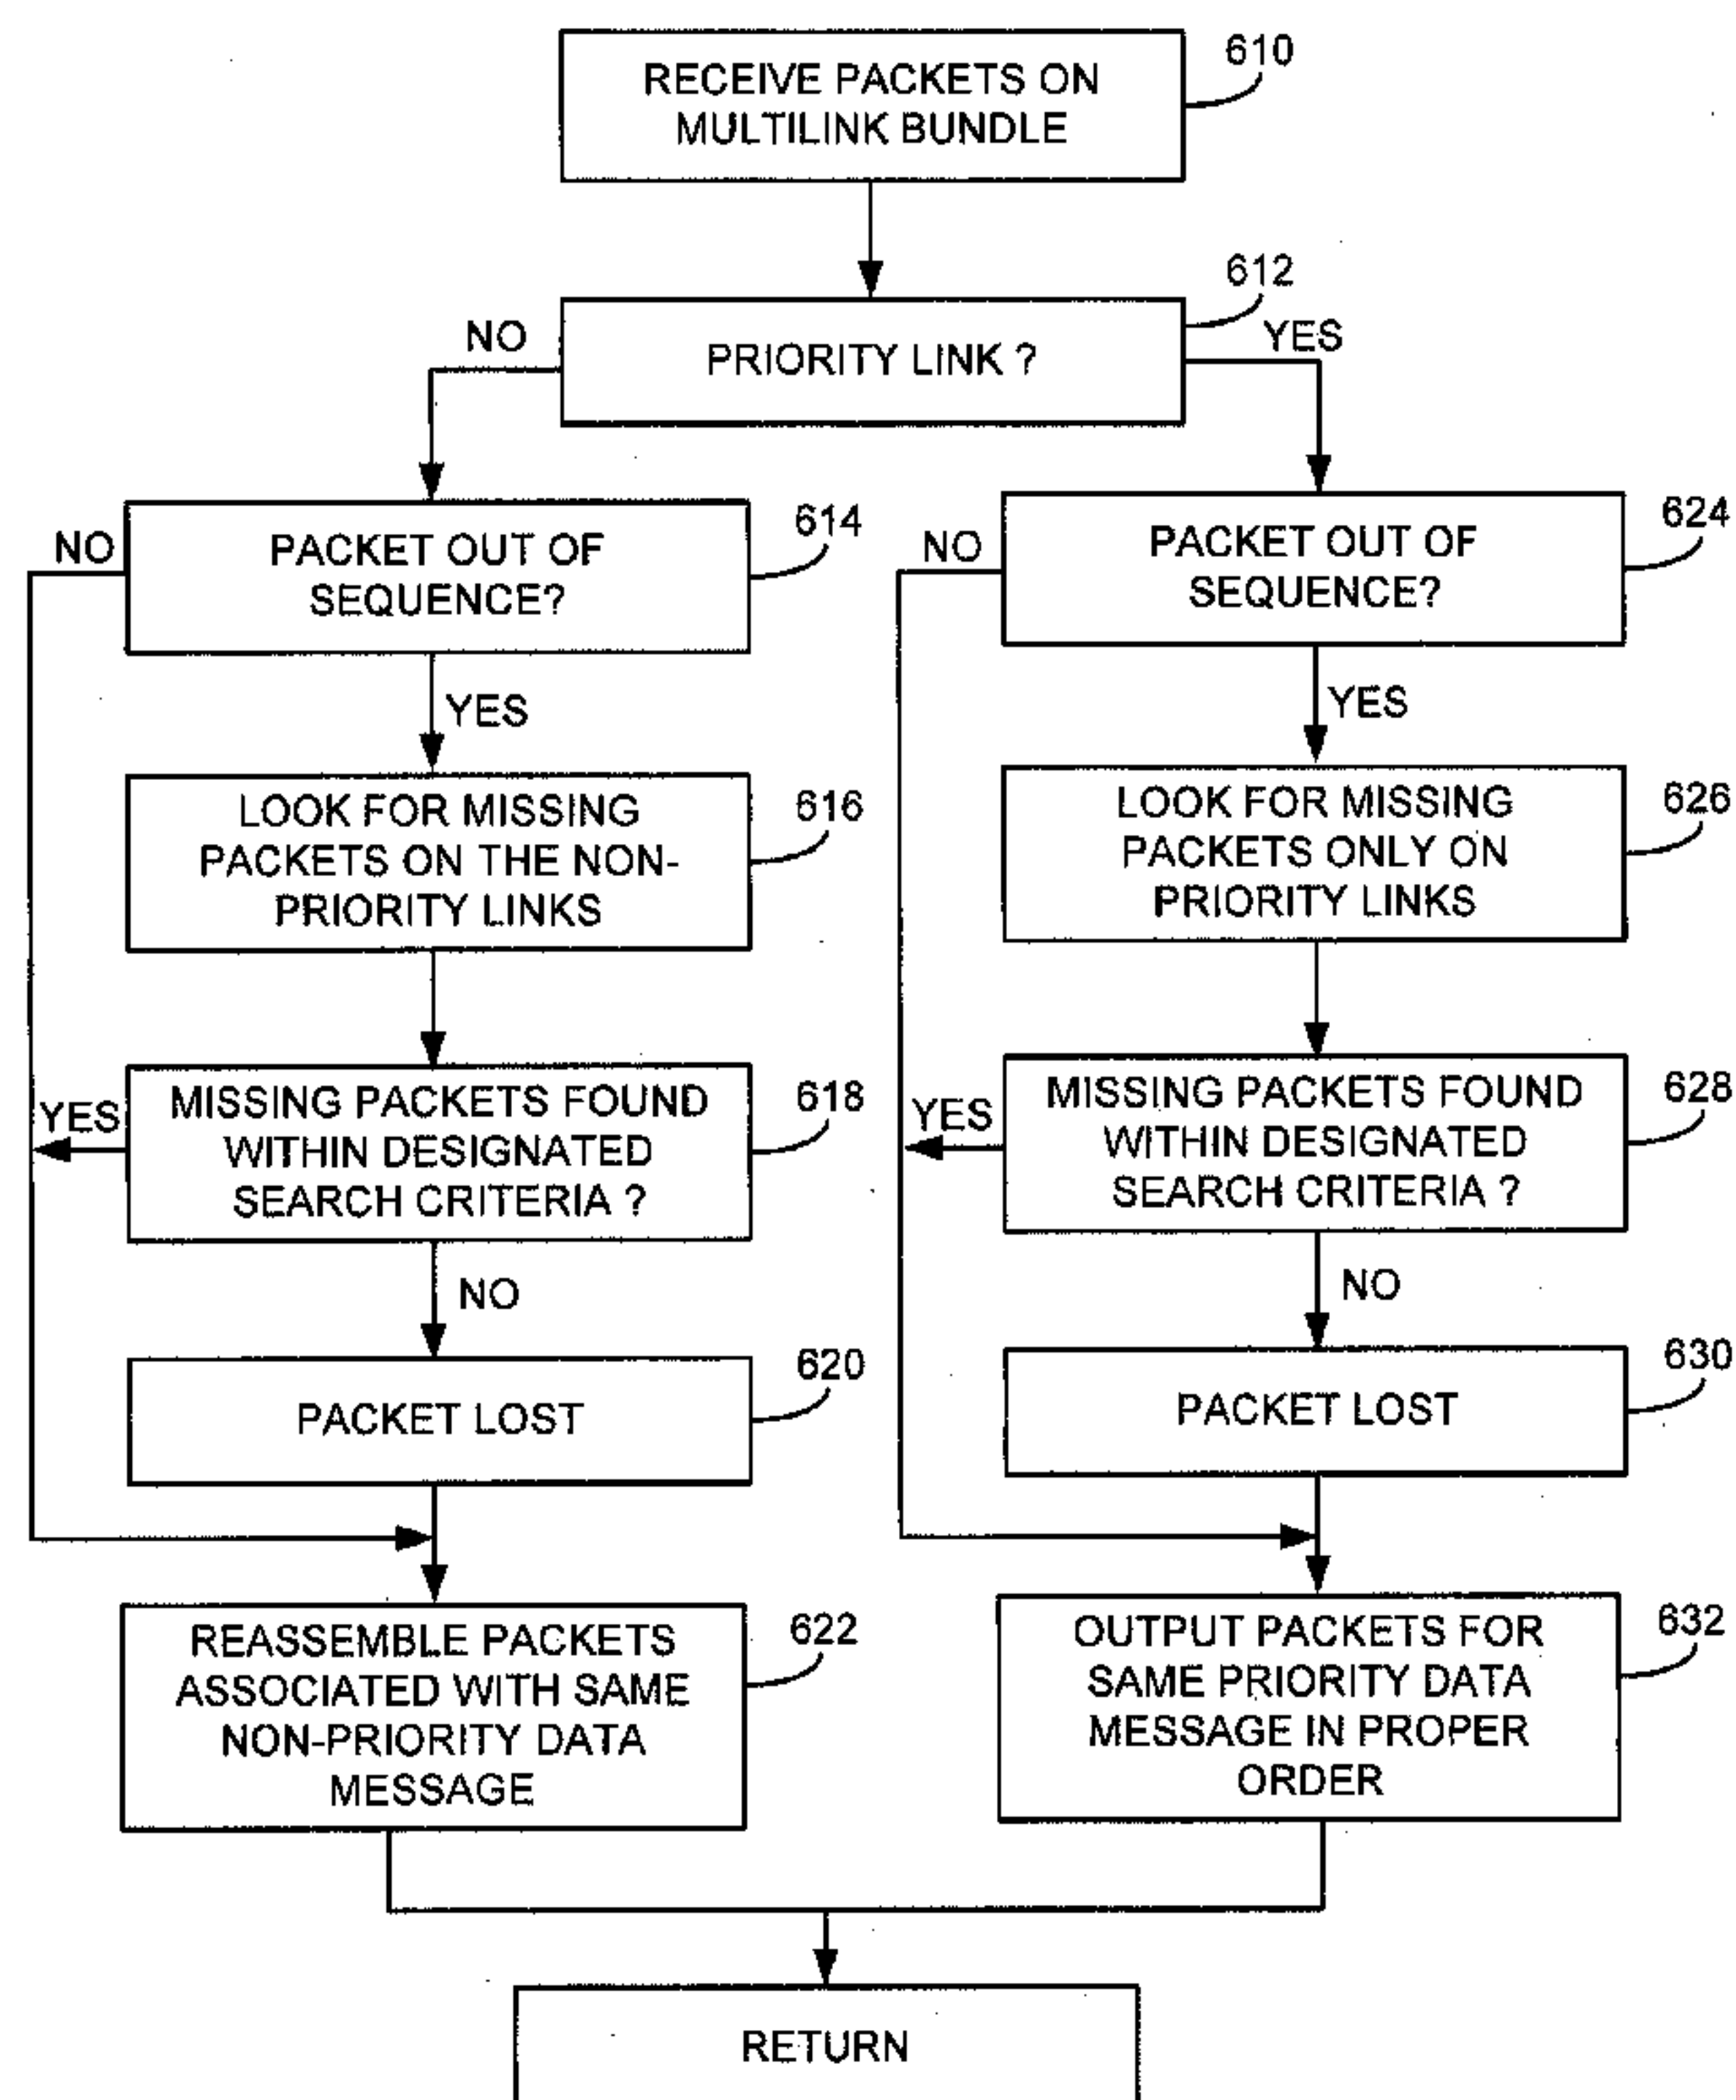 610
RECEIVE PACKETS ON
MULTILINK BUNDLE
612
NO
PRIORITY LINK ?
YES
614
NO
PACKET OUT OF
SEQUENCE?
YES
LOOK FOR MISSING
PACKETS ON THE NON-
PRIORITY LINKS
616
MISSING PACKETS FOUND
WITHIN DESIGNATED
SEARCH CRITERIA ?
618
YES
NO
PACKET LOST
620
REASSEMBLE PACKETS
ASSOCIATED WITH SAME
NON-PRIORITY DATA
MESSAGE
622
624
NO
PACKET OUT OF
SEQUENCE?
YES
LOOK FOR MISSING
PACKETS ONLY ON
PRIORITY LINKS
626
MISSING PACKETS FOUND
WITHIN DESIGNATED
SEARCH CRITERIA ?
628
YES
NO
PACKET LOST
630
OUTPUT PACKETS FOR
SAME PRIORITY DATA
MESSAGE IN PROPER
ORDER
632
RETURN